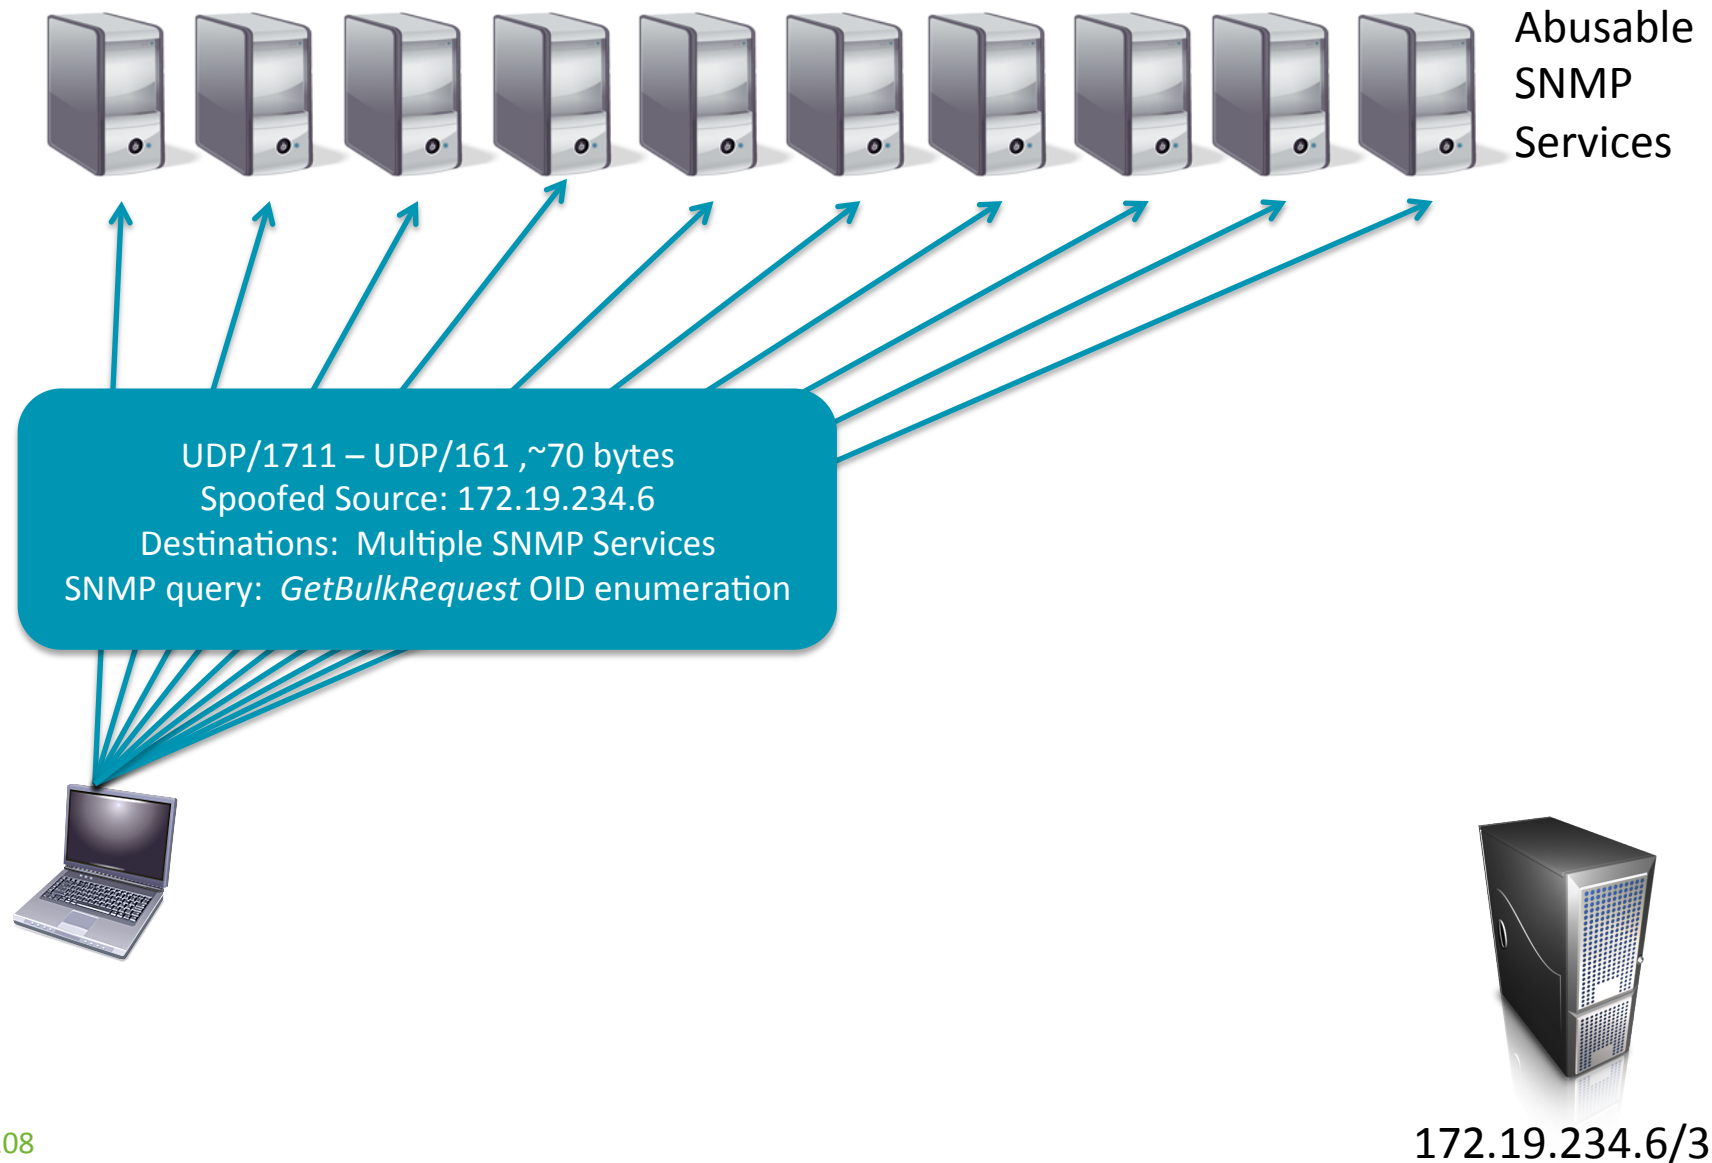 Abusable
SNMP
Services
UDP/1711 – UDP/161 ,~70 bytes
Spoofed Source: 172.19.234.6
Destinations:  Multiple SNMP Services
SNMP query:  GetBulkRequest OID enumeration
08
172.19.234.6/3